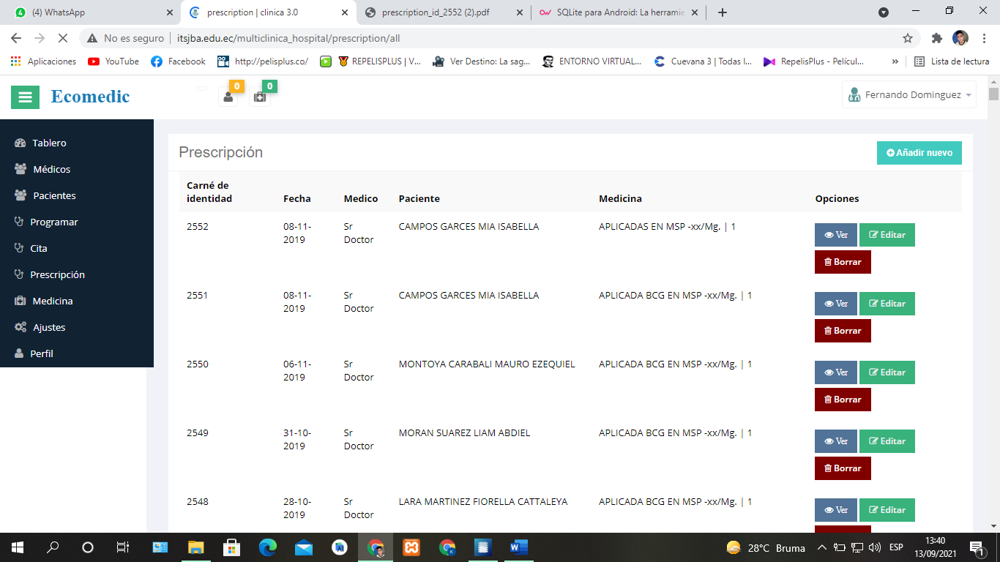 (4) WhatsApp
prescription | clinica 3.0
prescription_id_2552 (2).pdf
SQLite para Android: La herramie
No es seguro | itsjba.edu.ec/multiclinica_hospital/prescription/all
Aplicaciones
YouTube
Facebook
http://pelisplus.co/
REPELISPLUS | V...
Ver Destino: La sag...
ENTORNO VIRTUAL...
Cuevana 3 | Todas l...
RepelisPlus - Películ...
»
Lista de lectura
Ecomedic
0
0
Fernando Dominguez
Tablero
Médicos
Pacientes
Programar
Cita
Prescripción
Medicina
Ajustes
Perfil
Prescripción
Añadir nuevo
Carné de
identidad
Fecha
Medico
Paciente
Medicina
Opciones
2552
08-11-
2019
Sr
Doctor
CAMPOS GARCES MIA ISABELLA
APLICADAS EN MSP -xx/Mg. | 1
Ver
Editar
Borrar
2551
08-11-
2019
Sr
Doctor
CAMPOS GARCES MIA ISABELLA
APLICADA BCG EN MSP -xx/Mg. | 1
Ver
Editar
Borrar
2550
06-11-
2019
Sr
Doctor
MONTOYA CARABALI MAURO EZEQUIEL
APLICADA BCG EN MSP -xx/Mg. | 1
Ver
Editar
Borrar
2549
31-10-
2019
Sr
Doctor
MORAN SUAREZ LIAM ABDIEL
APLICADA BCG EN MSP -xx/Mg. | 1
Ver
Editar
Borrar
2548
28-10-
2019
Sr
Doctor
LARA MARTINEZ FIORELLA CATTALEYA
APLICADA BCG EN MSP -xx/Mg. | 1
Ver
Editar
28°C Bruma
ESP
13:40
13/09/2021
1